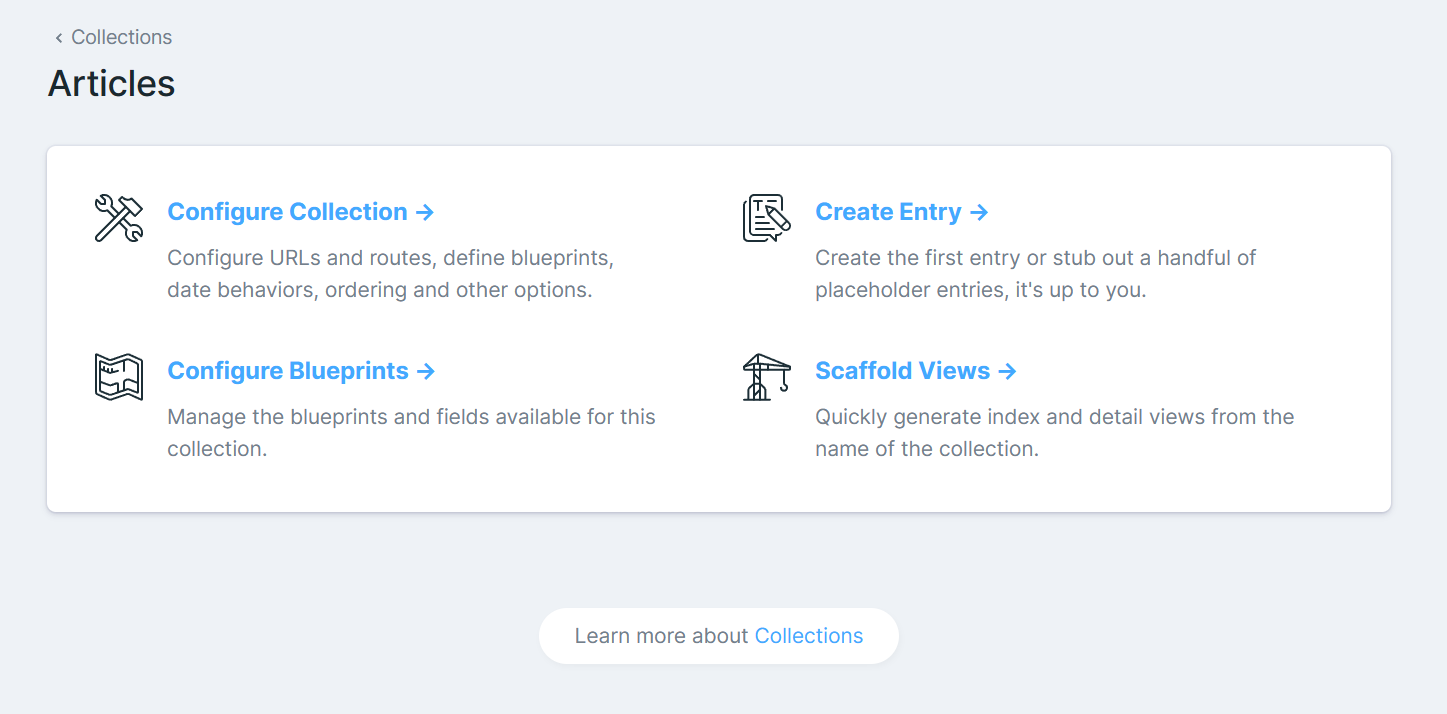 ‹ Collections
Articles
Configure Collection →
Configure URLs and routes, define blueprints,
date behaviors, ordering and other options.
Create Entry →
Create the first entry or stub out a handful of
placeholder entries, it's up to you.
Configure Blueprints →
Manage the blueprints and fields available for this
collection.
Scaffold Views →
Quickly generate index and detail views from the
name of the collection.
Learn more about Collections